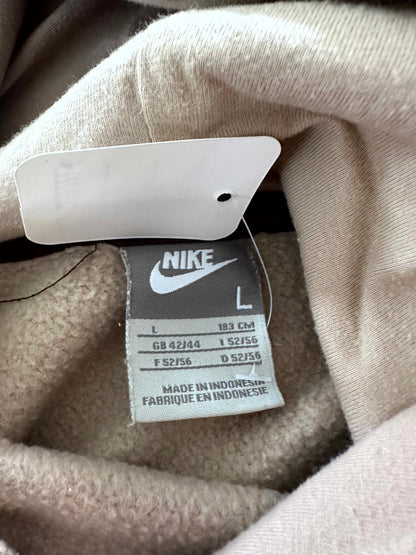 NIKE
L
L 183 CM
GB 42/44 I 52/56
F 52/56 D 52/56
MADE IN INDONESIA
FABRIQUE EN INDONESIE